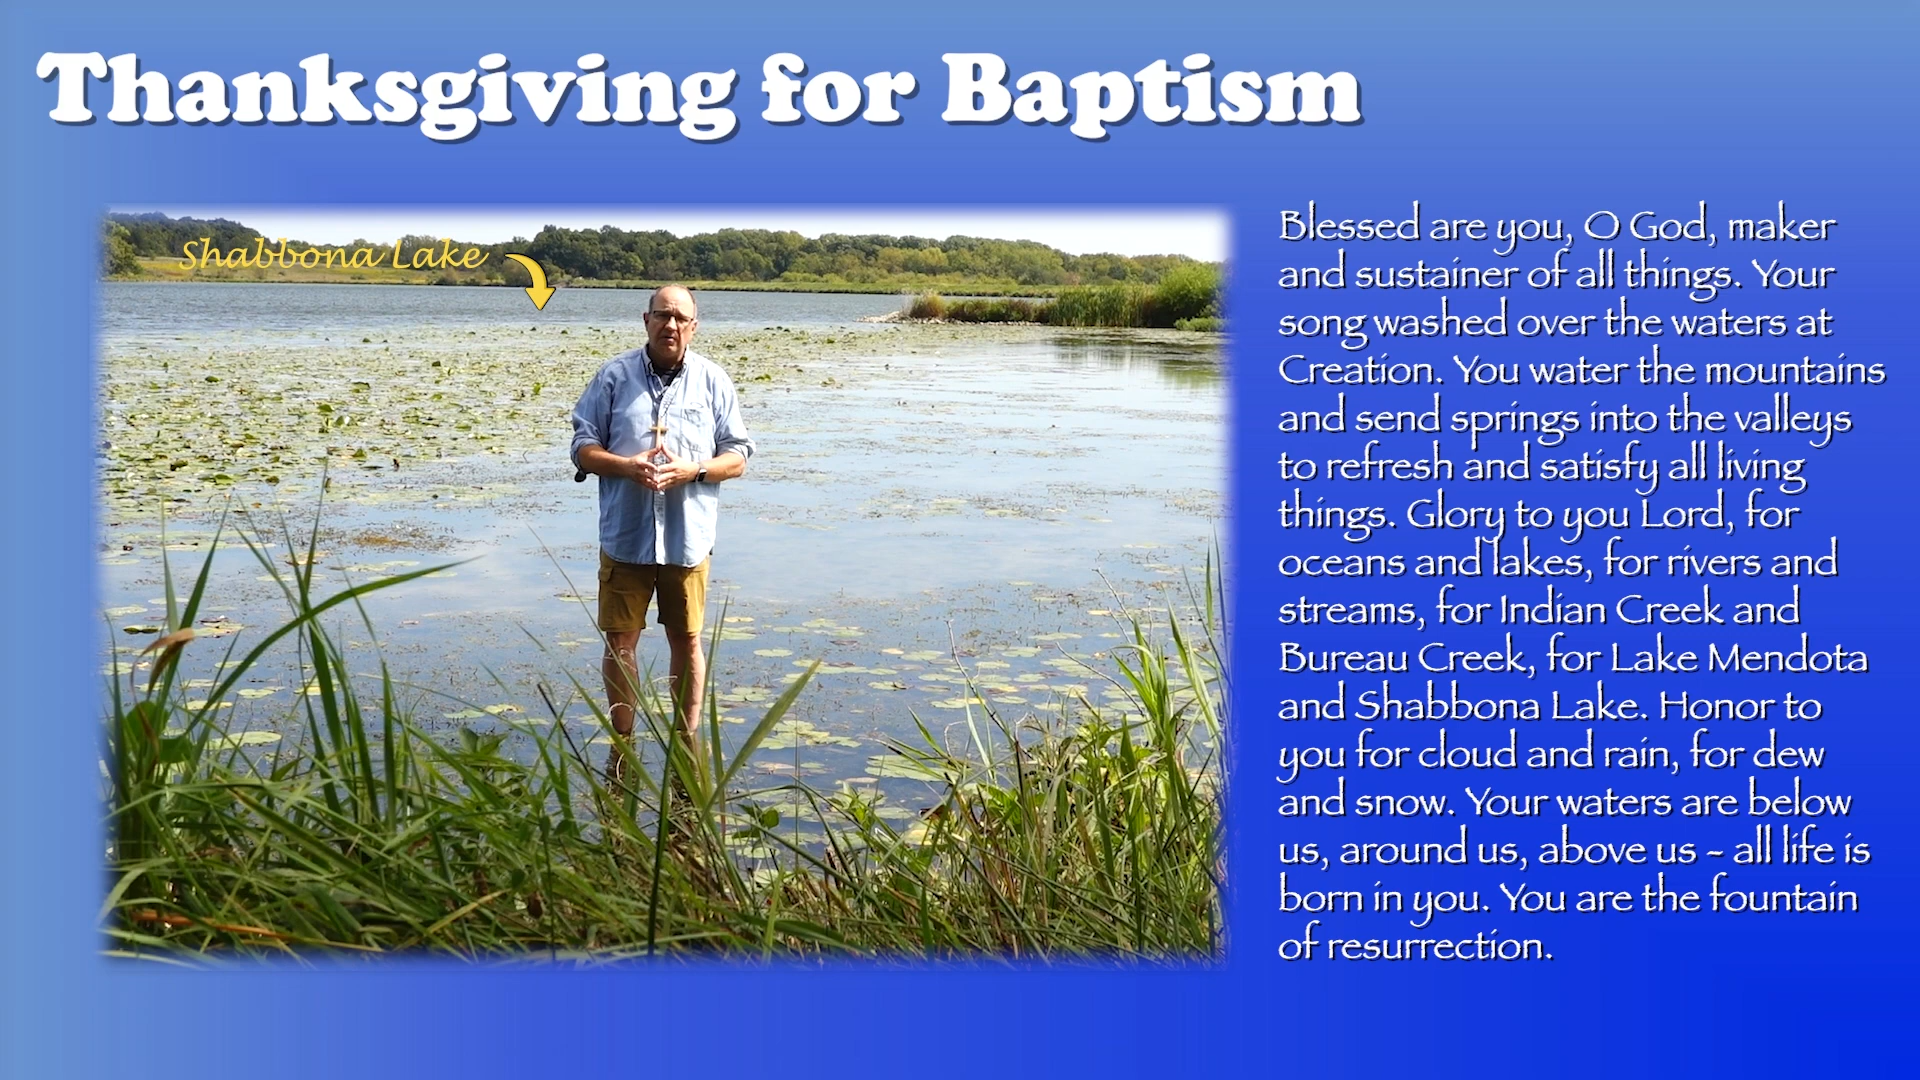 Thanksgiving for Baptism
Shabbona Lake
Blessed are you, O God, maker
and sustainer of all things. Your
song washed over the waters at
Creation. You water the mountains
and send springs into the valleys
to refresh and satisfy all living
things. Glory to you Lord, for
oceans and lakes, for rivers and
streams, for Indian Creek and
Bureau Creek, for Lake Mendota
and Shabbona Lake. Honor to
you for cloud and rain, for dew
and snow. Your waters are below
us, around us, above us ~ all life is
born in you. You are the fountain
of resurrection.